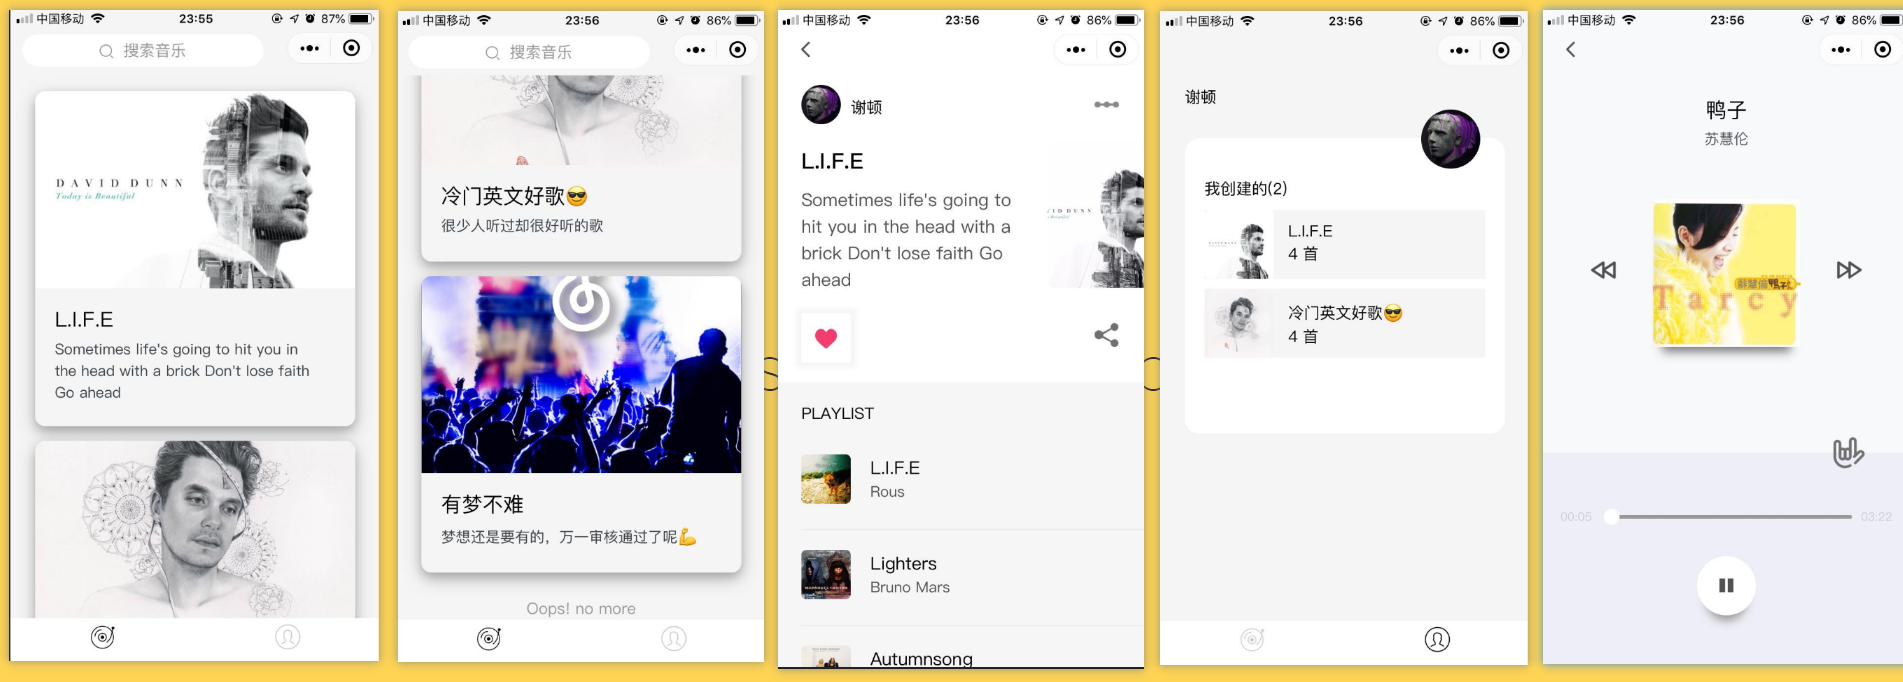 中国移动 23:55 87%
搜索音乐
DAVID DUNN
Today is Beautiful
L.I.F.E
Sometimes life's going to hit you in
the head with a brick Don't lose faith
Go ahead
中国移动 23:56 86%
搜索音乐
冷门英文好歌😎
很少人听过却很好听的歌
有梦不难
梦想还是要有的，万一审核通过了呢💪
Oops! no more
中国移动 23:56 86%
谢顿
L.I.F.E
Sometimes life's going to
hit you in the head with a
brick Don't lose faith Go
ahead
PLAYLIST
L.I.F.E
Rous
Lighters
Bruno Mars
Autumnsong
中国移动 23:56 86%
谢顿
我创建的(2)
L.I.F.E
4 首
冷门英文好歌😎
4 首
中国移动 23:56 86%
鸭子
苏慧伦
Tarcy
00:05 03:22